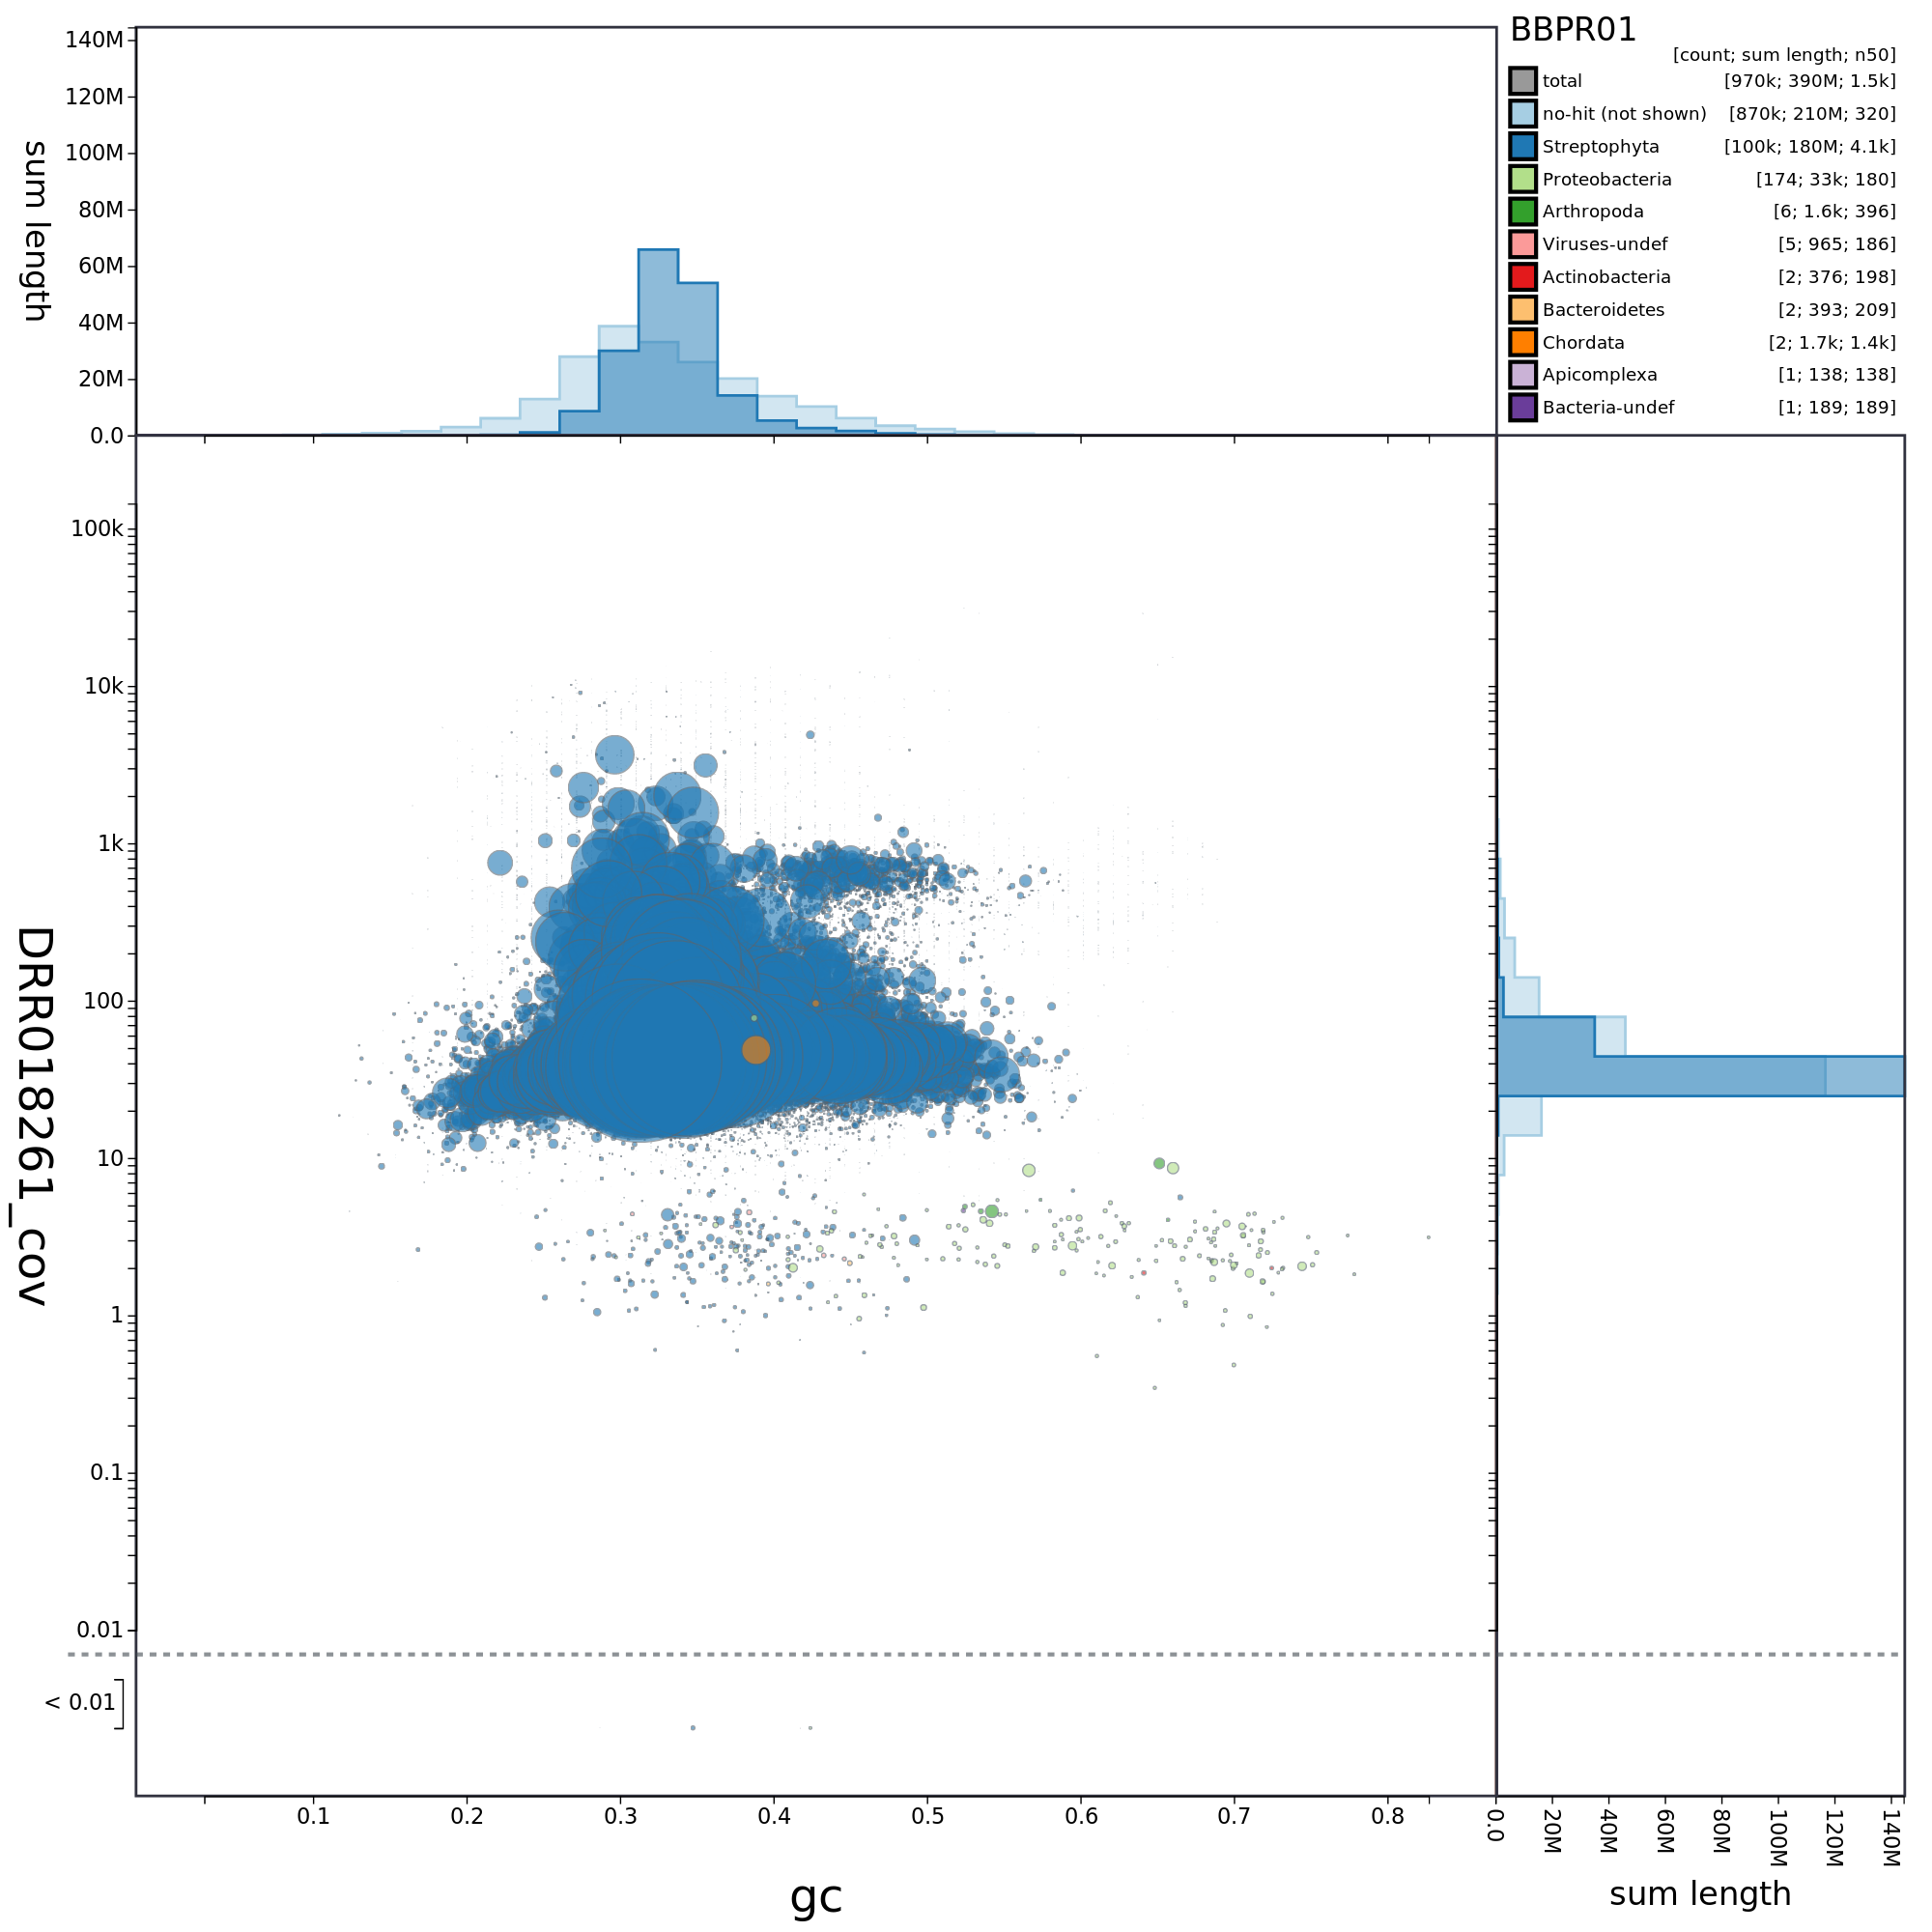 BBPR01
[count; sum length; n50]
total [970k; 390M; 1.5k]
no-hit (not shown) [870k; 210M; 320]
Streptophyta [100k; 180M; 4.1k]
Proteobacteria [174; 33k; 180]
Arthropoda [6; 1.6k; 396]
Viruses-undef [5; 965; 186]
Actinobacteria [2; 376; 198]
Bacteroidetes [2; 393; 209]
Chordata [2; 1.7k; 1.4k]
Apicomplexa [1; 138; 138]
Bacteria-undef [1; 189; 189]
sum length
140M
120M
100M
80M
60M
40M
20M
0.0
DRR018261_cov
100k
10k
1k
100
10
1
0.1
0.01
< 0.01
0.1 0.2 0.3 0.4 0.5 0.6 0.7 0.8
gc
0.0 20M 40M 60M 80M 100M 120M 140M
sum length